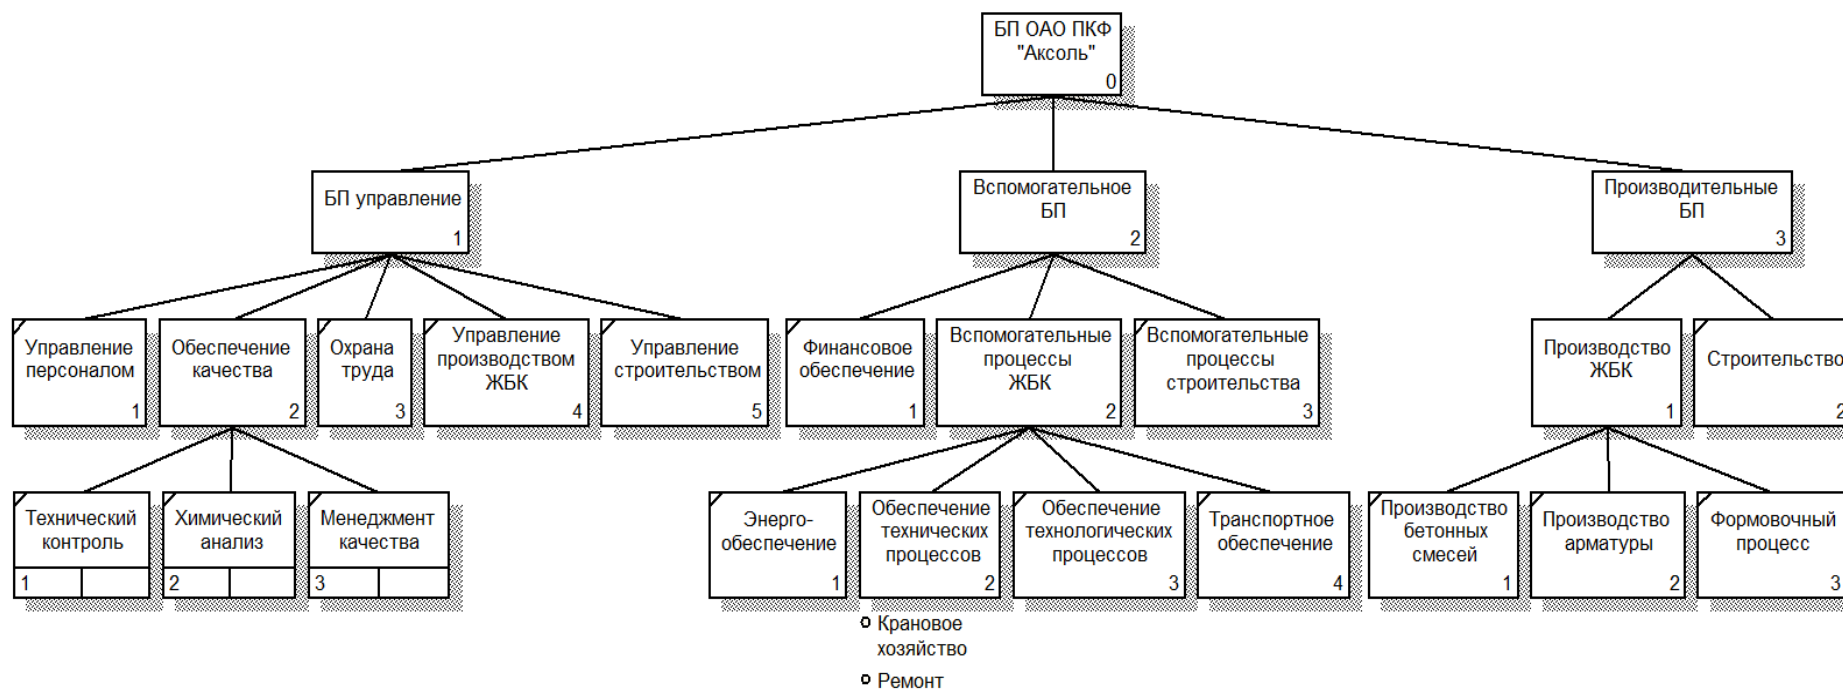 БП ОАО ПКФ
"Аксоль"
0
БП управление
1
Вспомогательное
БП
2
Производительные
БП
3
Управление
персоналом
1
Обеспечение
качества
2
Охрана
труда
3
Управление
производством
ЖБК
4
Управление
строительством
5
Финансовое
обеспечение
1
Вспомогательные
процессы
ЖБК
2
Вспомогательные
процессы
строительства
3
Производство
ЖБК
1
Строительство
2
Технический
контроль
1
Химический
анализ
2
Менеджмент
качества
3
Энерго-
обеспечение
1
Обеспечение
технических
процессов
2
Обеспечение
технологических
процессов
3
Транспортное
обеспечение
4
Производство
бетонных
смесей
1
Производство
арматуры
2
Формовочный
процесс
3
Крановое
хозяйство
Ремонт